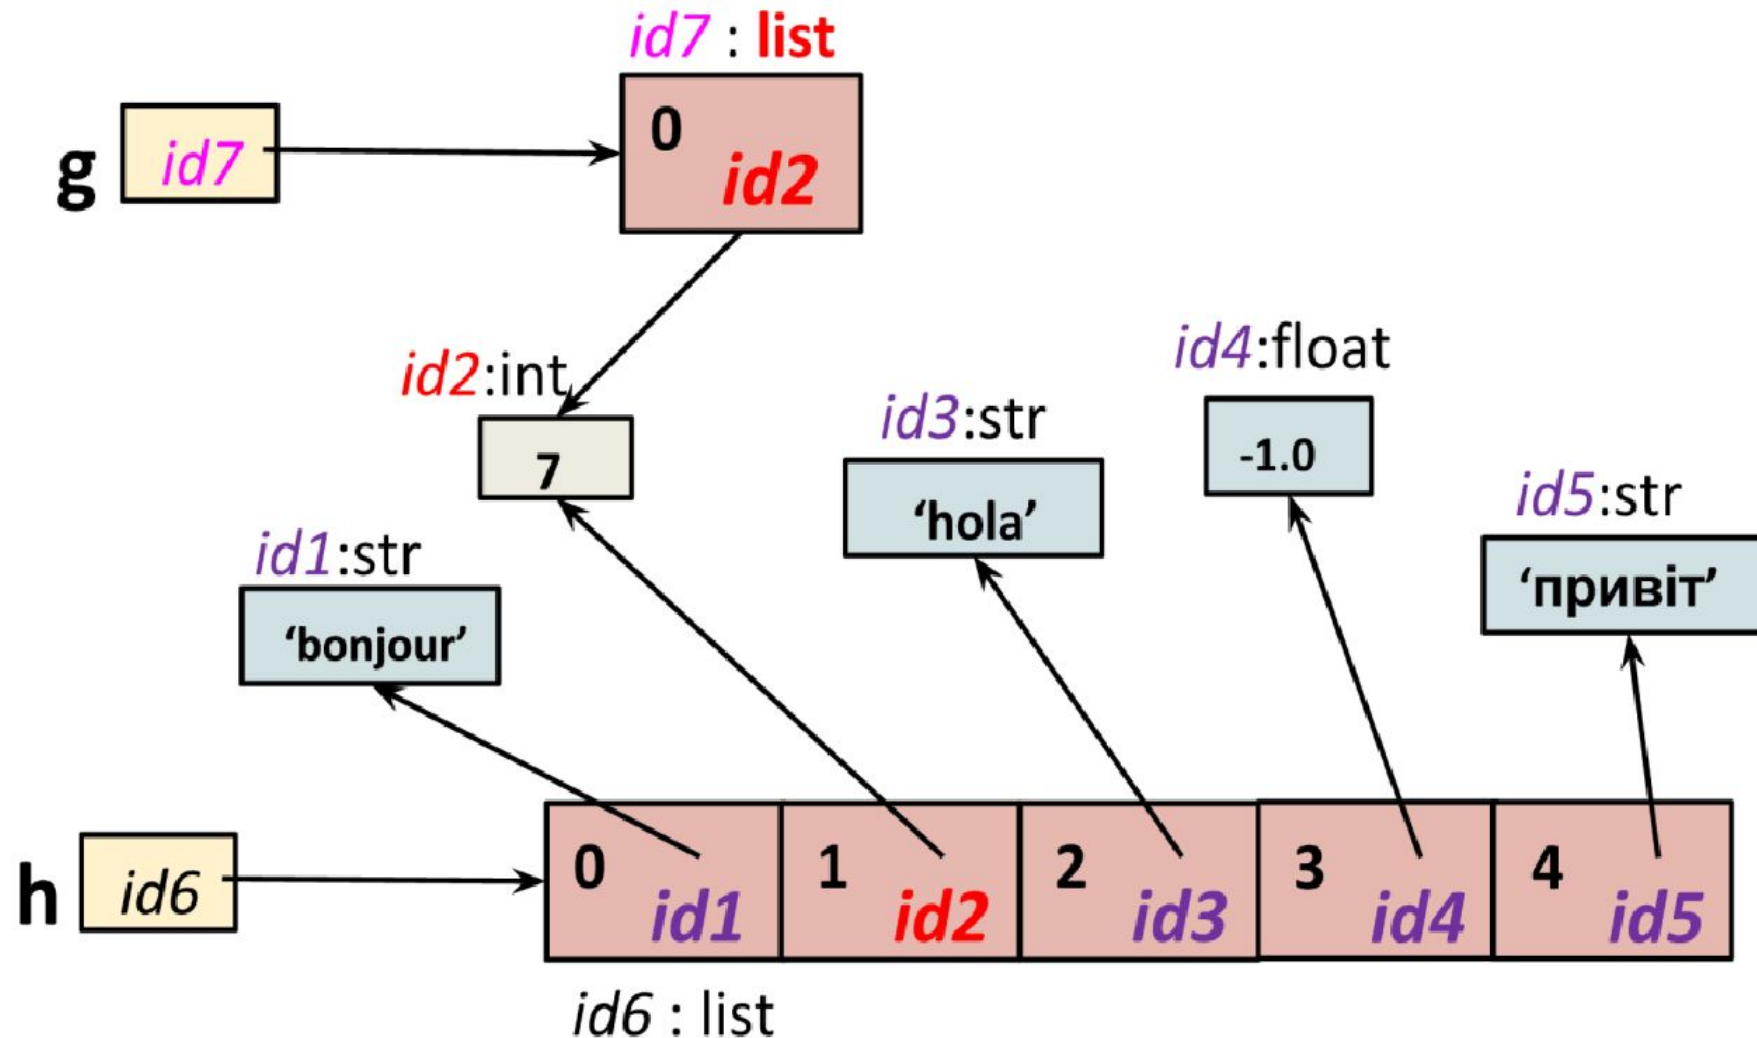 id7 : list
g id7
0
id2
id2:int
7
id4:float
-1.0
id3:str
‘hola’
id5:str
‘привіт’
id1:str
‘bonjour’
h id6
0 1 2 3 4
id1 id2 id3 id4 id5
id6 : list